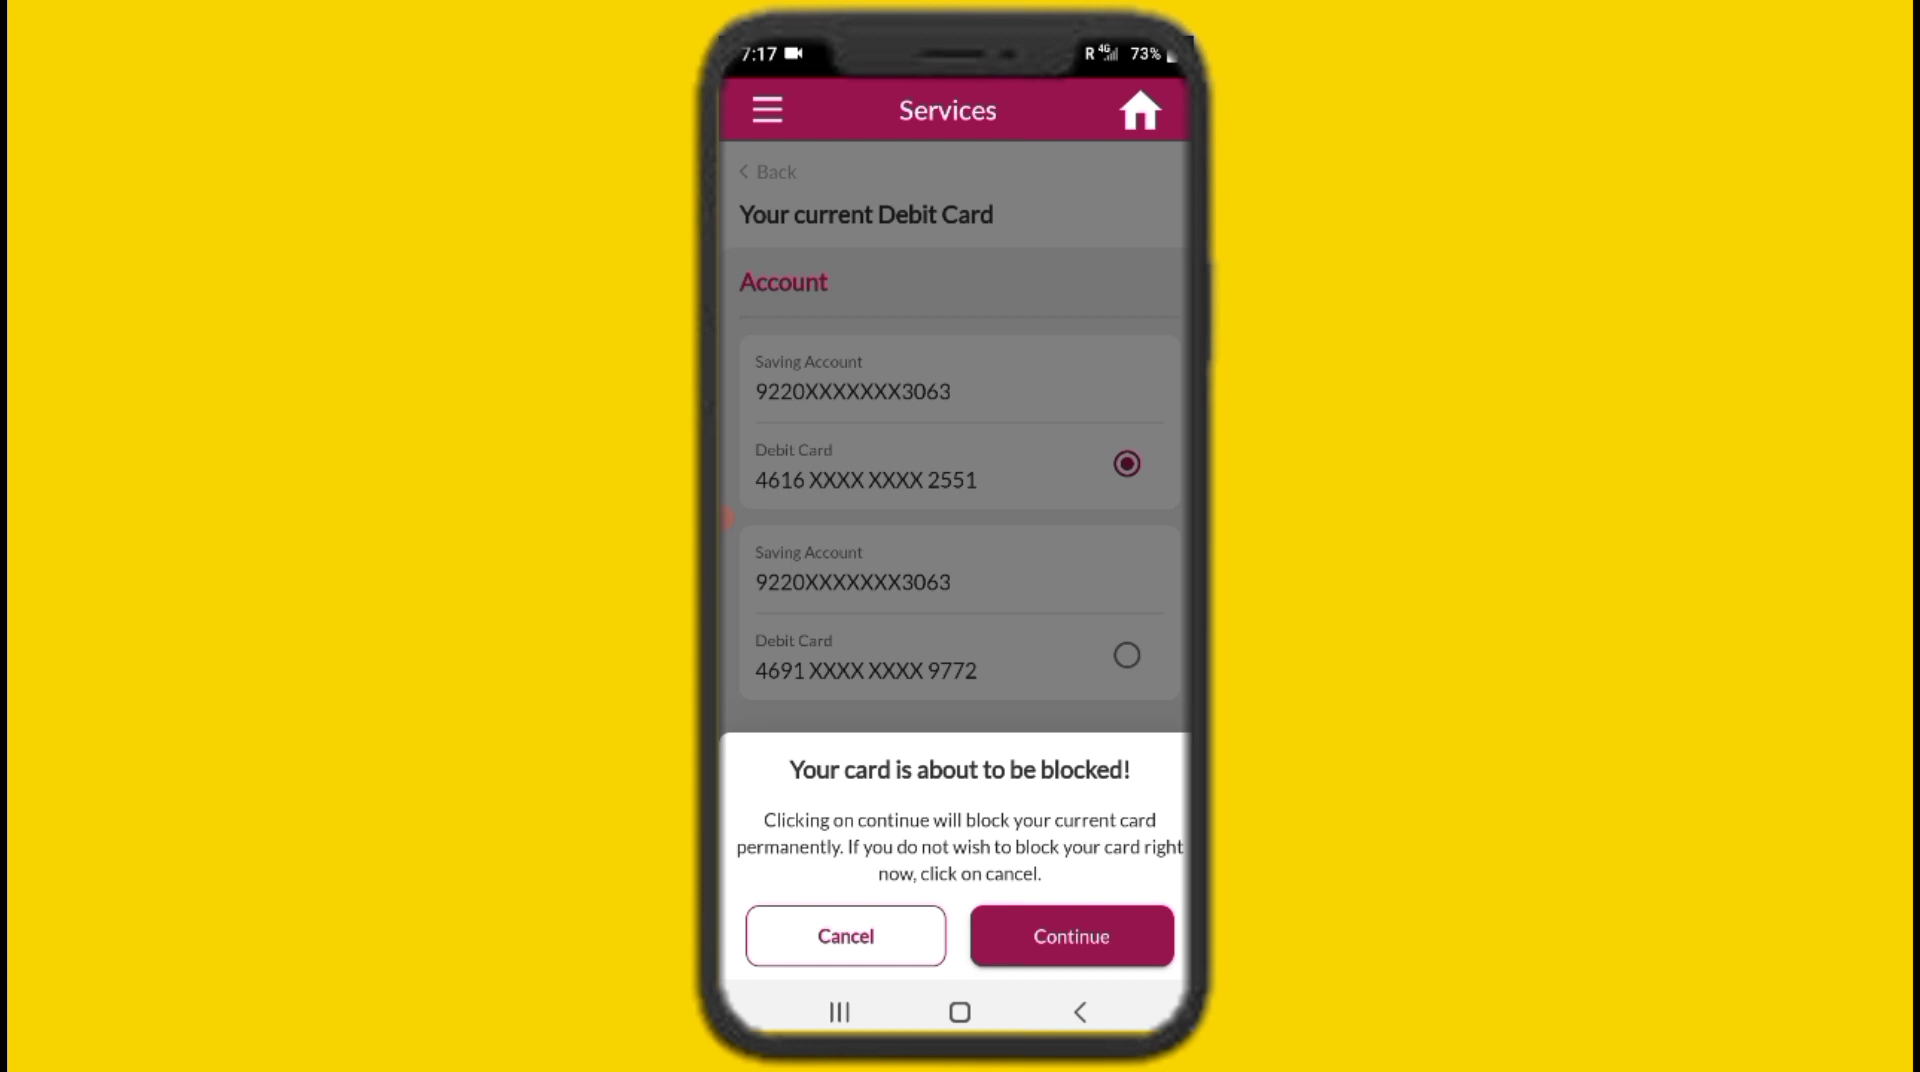 7:17
R 4G 73%
Services
Back
Your current Debit Card
Account
Saving Account
9220XXXXXXX3063
Debit Card
4616 XXXX XXXX 2551
Saving Account
9220XXXXXXX3063
Debit Card
4691 XXXX XXXX 9772
Your card is about to be blocked!
Clicking on continue will block your current card
permanently. If you do not wish to block your card right
now, click on cancel.
Cancel
Continue